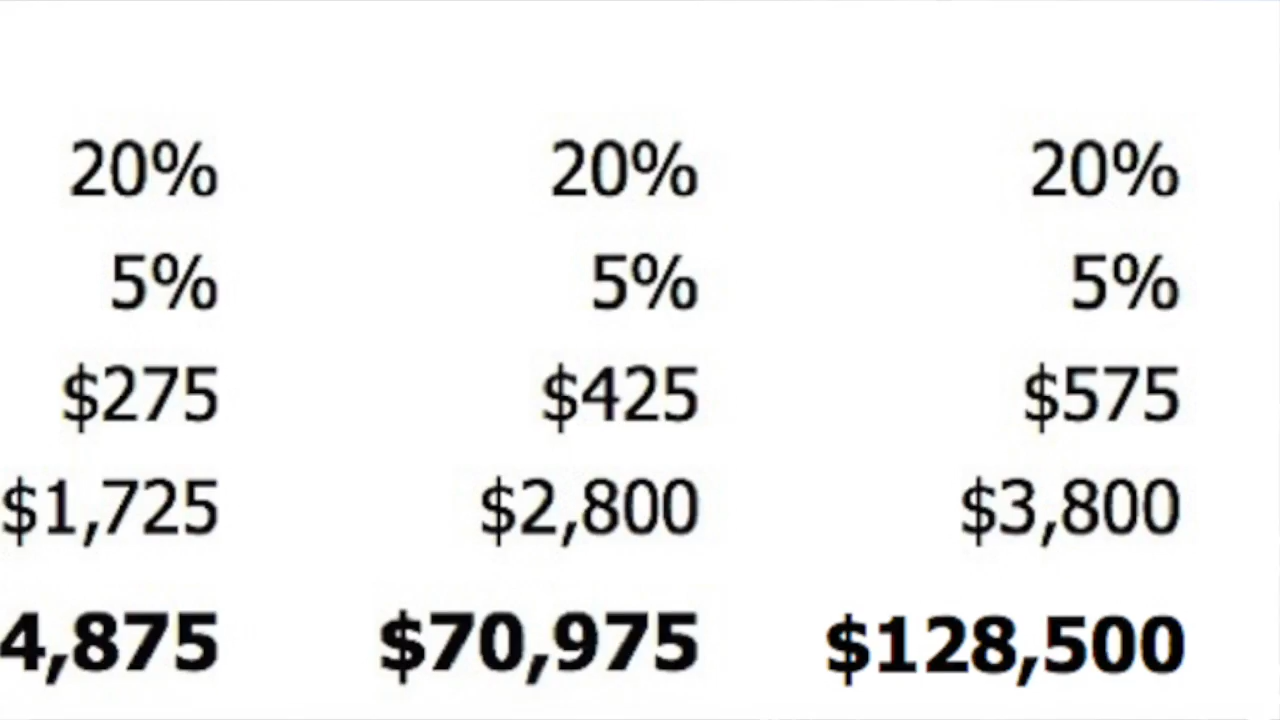 20% 20% 20%
5% 5% 5%
$275 $425 $575
$1,725 $2,800 $3,800
4,875 $70,975 $128,500